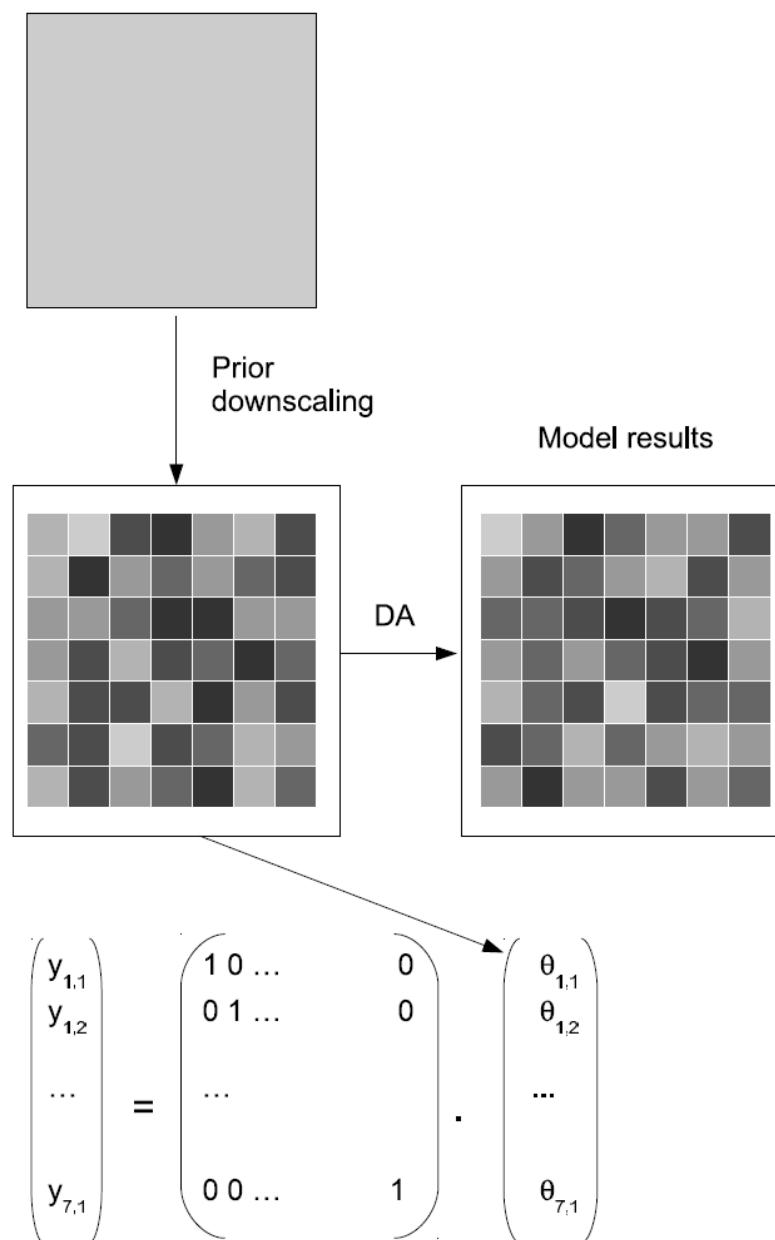 Prior
downscaling
Model results
DA
y1,1 1 0 ... 0 θ1,1
y1,2 0 1 ... 0 θ1,2
... = ... . ...
y7,1 0 0 ... 1 θ7,1